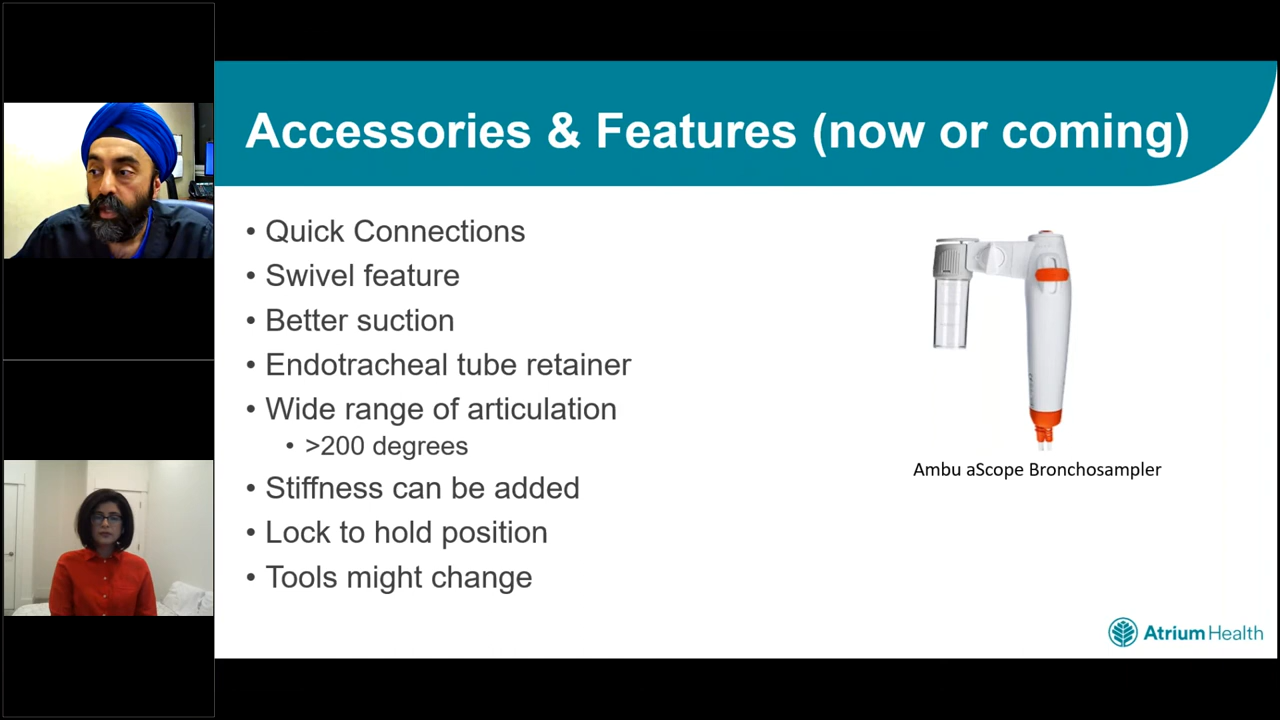 Accessories & Features (now or coming)
• Quick Connections
• Swivel feature
• Better suction
• Endotracheal tube retainer
• Wide range of articulation
• >200 degrees
• Stiffness can be added
• Lock to hold position
• Tools might change
Ambu aScope Bronchosampler
Atrium Health